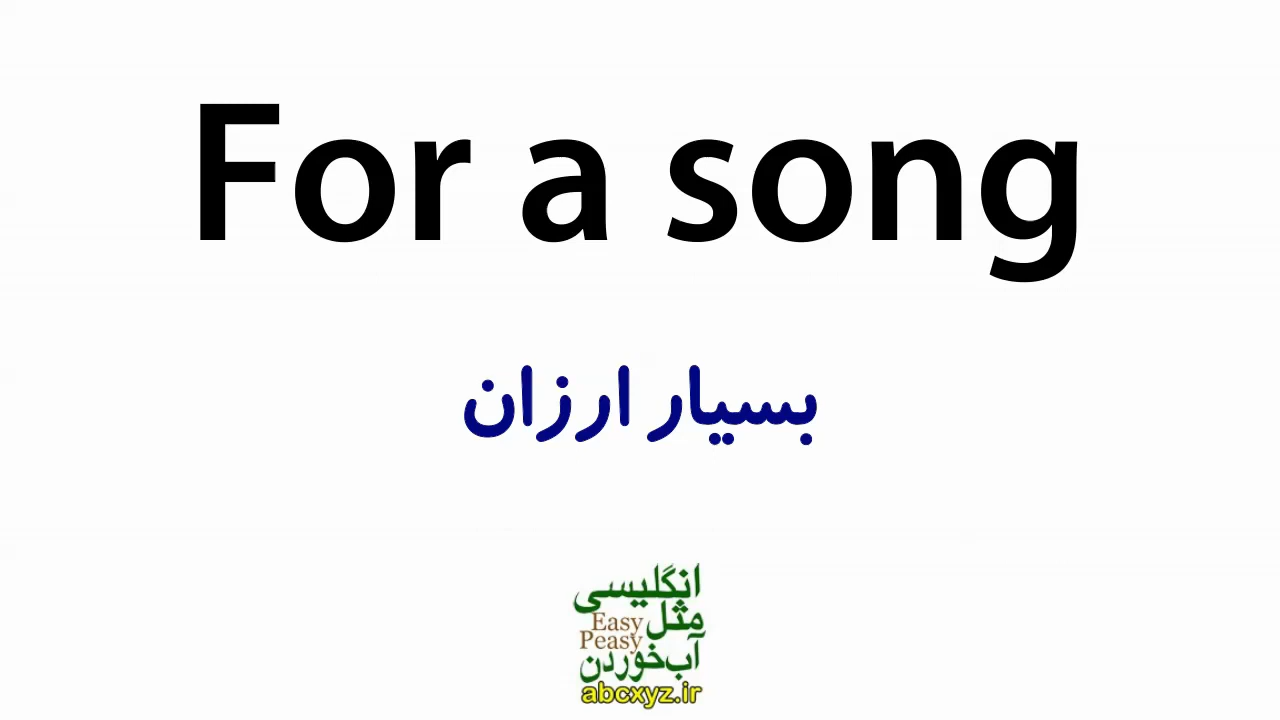 For a song
بسیار ارزان
انگلیسی
مثل
Easy
Peasy
آب‌خوردن
abcxyz.ir